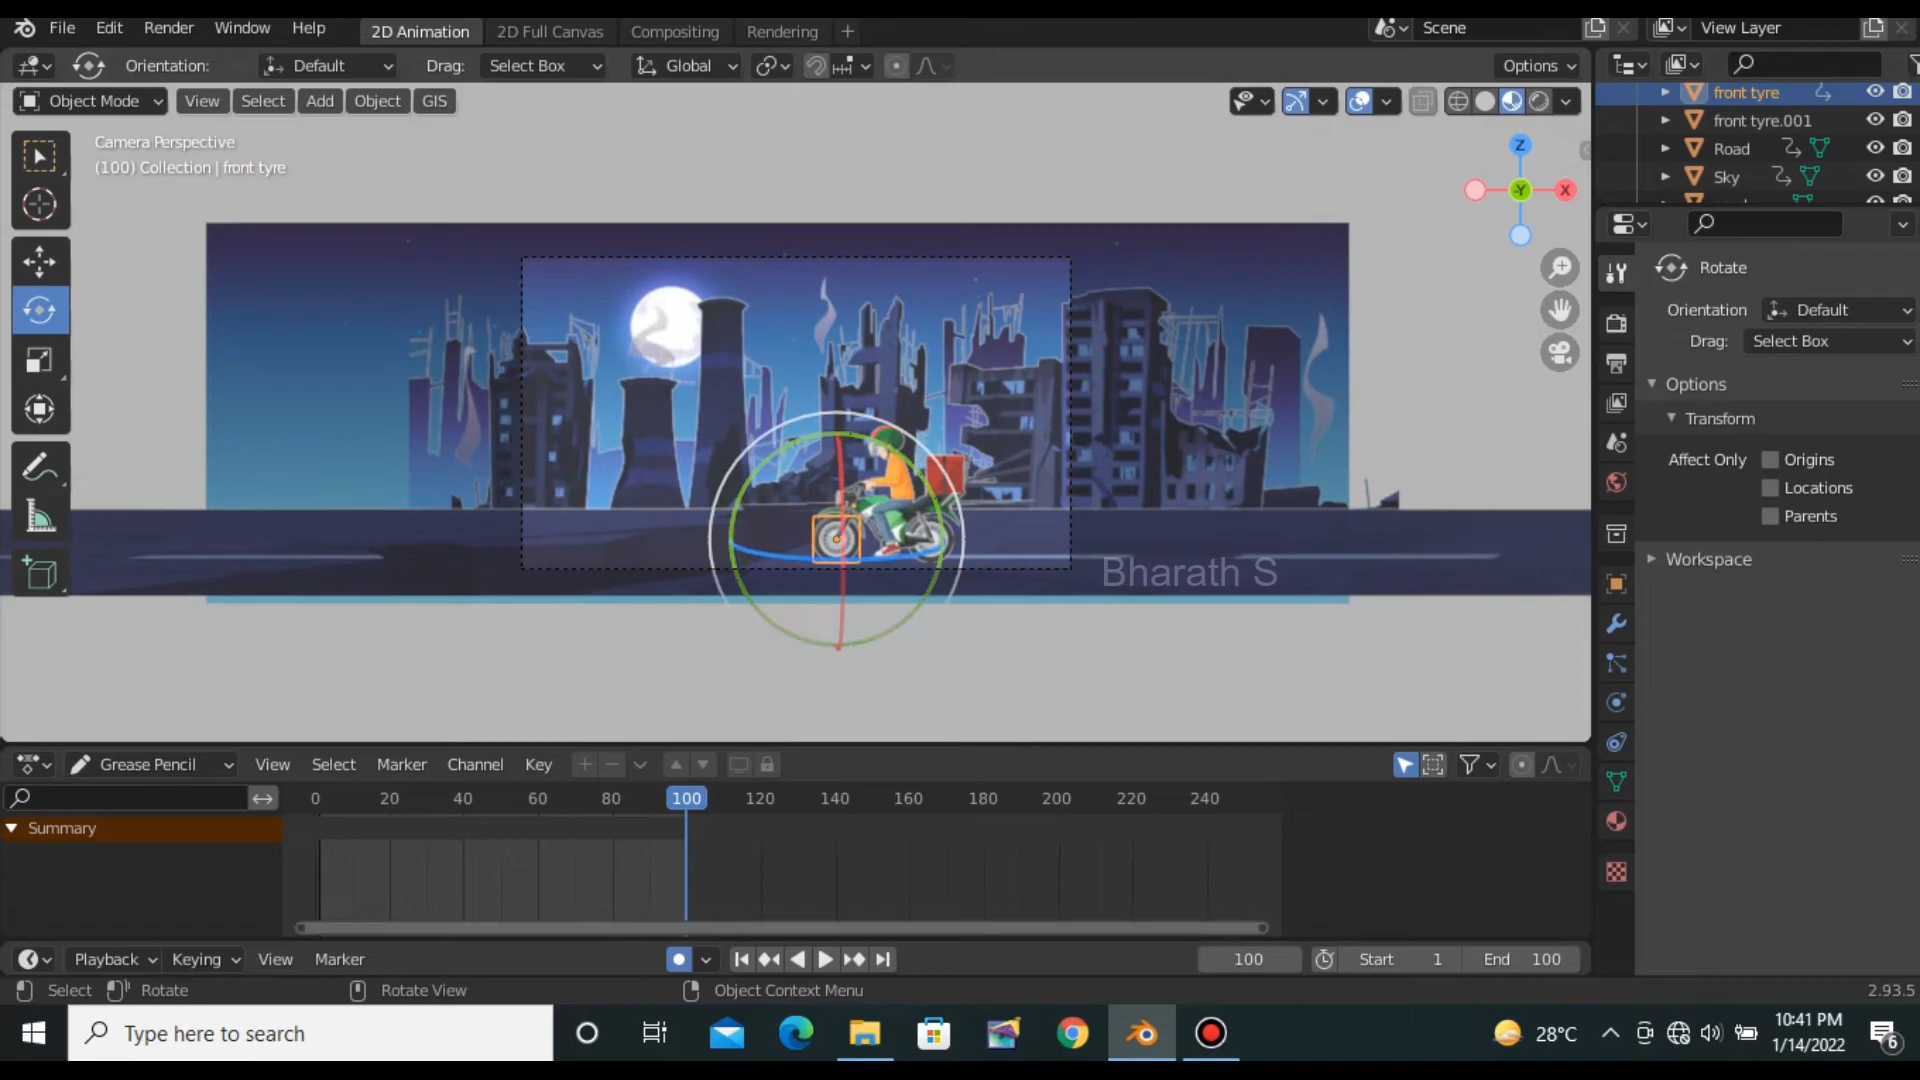 File Edit Render Window Help 2D Animation 2D Full Canvas Compositing Rendering + Scene View Layer
Orientation: Default Drag: Select Box Global Options
Object Mode View Select Add Object GIS
front tyre
front tyre.001
Road
Sky
Camera Perspective
(100) Collection | front tyre
Z
-Y
X
Rotate
Orientation Default
Drag: Select Box
Options
Transform
Affect Only Origins
Locations
Parents
Workspace
Bharath S
Grease Pencil View Select Marker Channel Key
0 20 40 60 80 100 120 140 160 180 200 220 240
Summary
Playback Keying View Marker 100 Start 1 End 100
Select Rotate Rotate View Object Context Menu 2.93.5
Type here to search
28°C
10:41 PM
1/14/2022
6